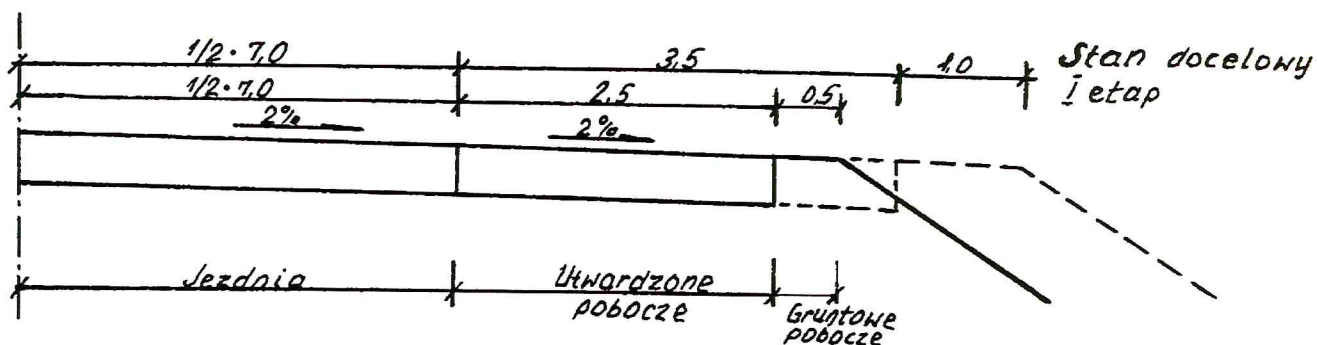 1/2·7,0 3,5 1,0 Stan docelowy
1/2·7,0 2,5 0,5 I etap
2% 2%
Jezdnia Utwardzone pobocze Gruntowe pobocze